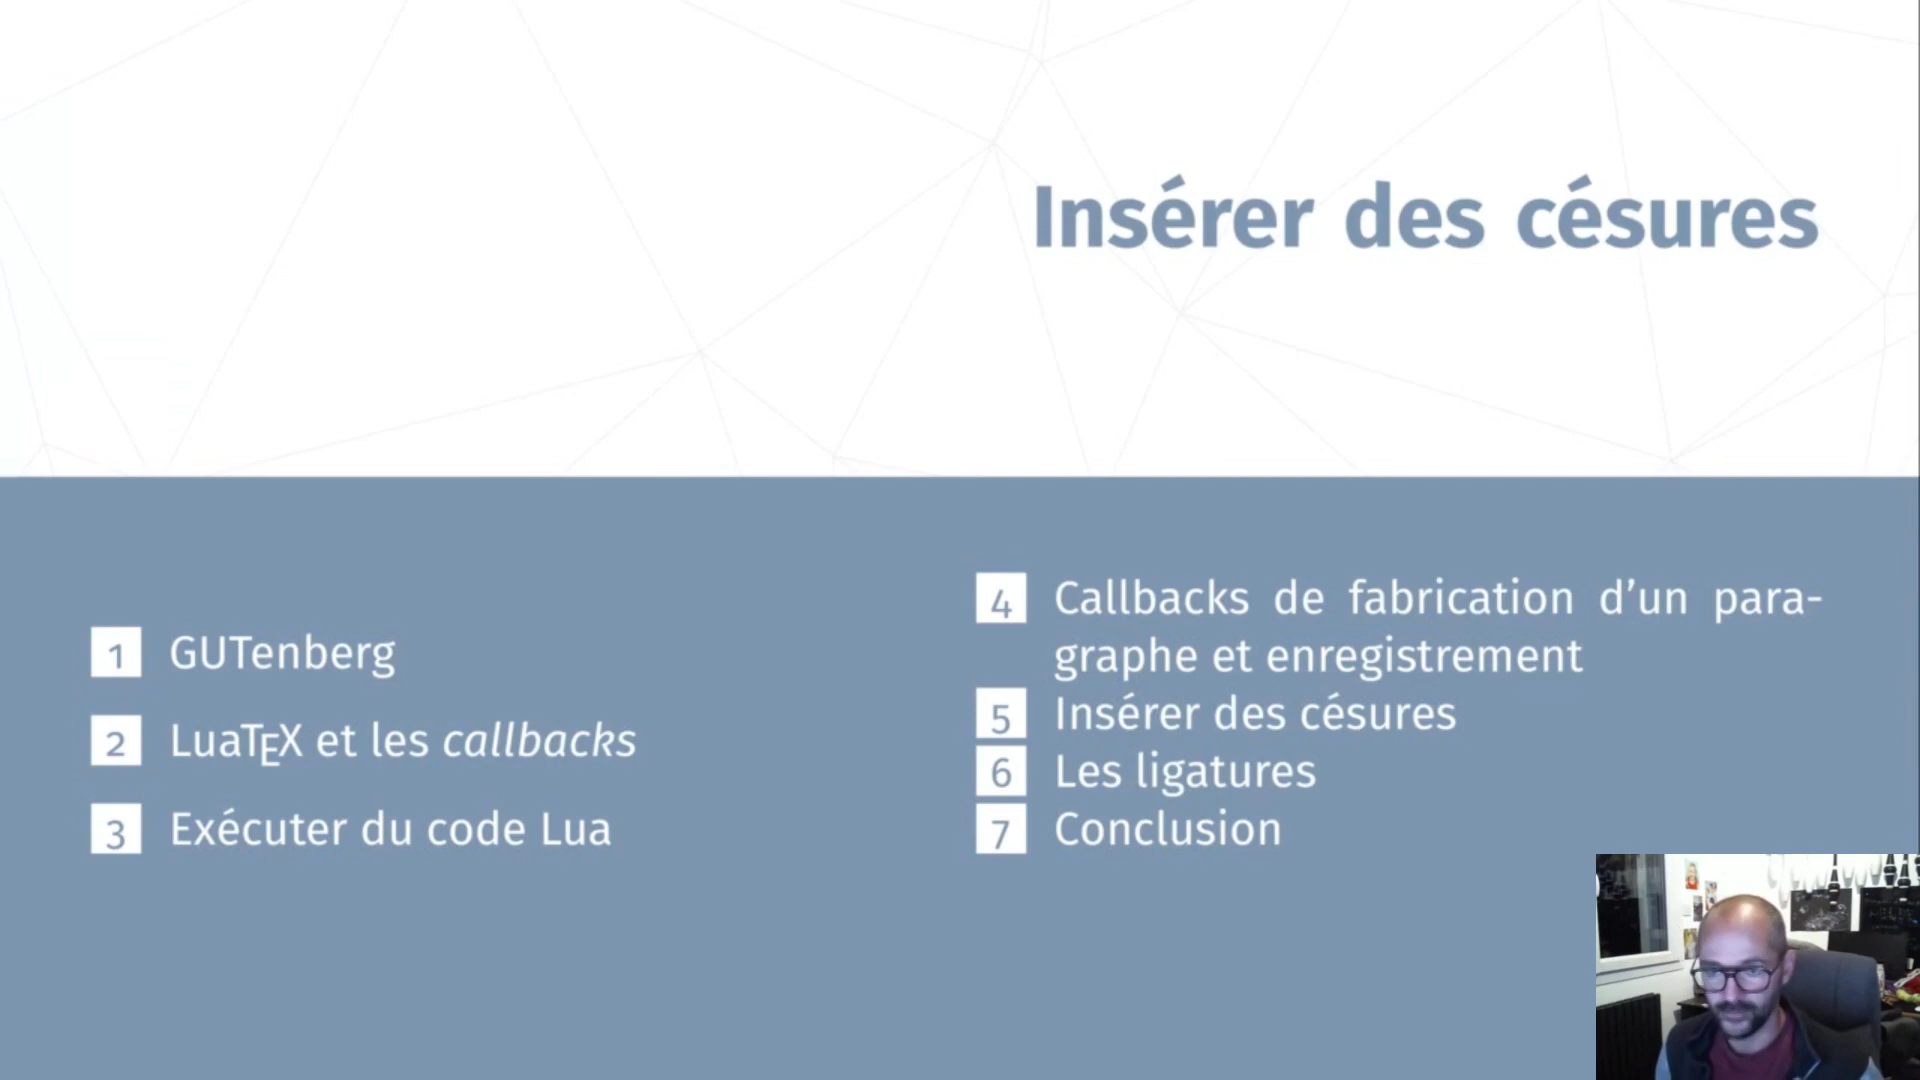 Insérer des césures
1 GUTenberg
2 LuaTEX et les callbacks
3 Exécuter du code Lua
4 Callbacks de fabrication d’un para-
graphe et enregistrement
5 Insérer des césures
6 Les ligatures
7 Conclusion